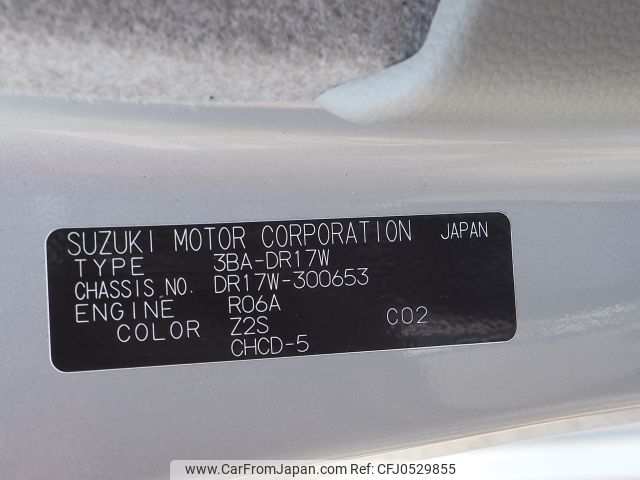 SUZUKI MOTOR CORPORATION JAPAN
TYPE 3BA-DR17W
CHASSIS NO. DR17W-300653
ENGINE R06A
COLOR Z2S C02
CHCD-5
www.CarFromJapan.com | Ref. No: CFJ0529855